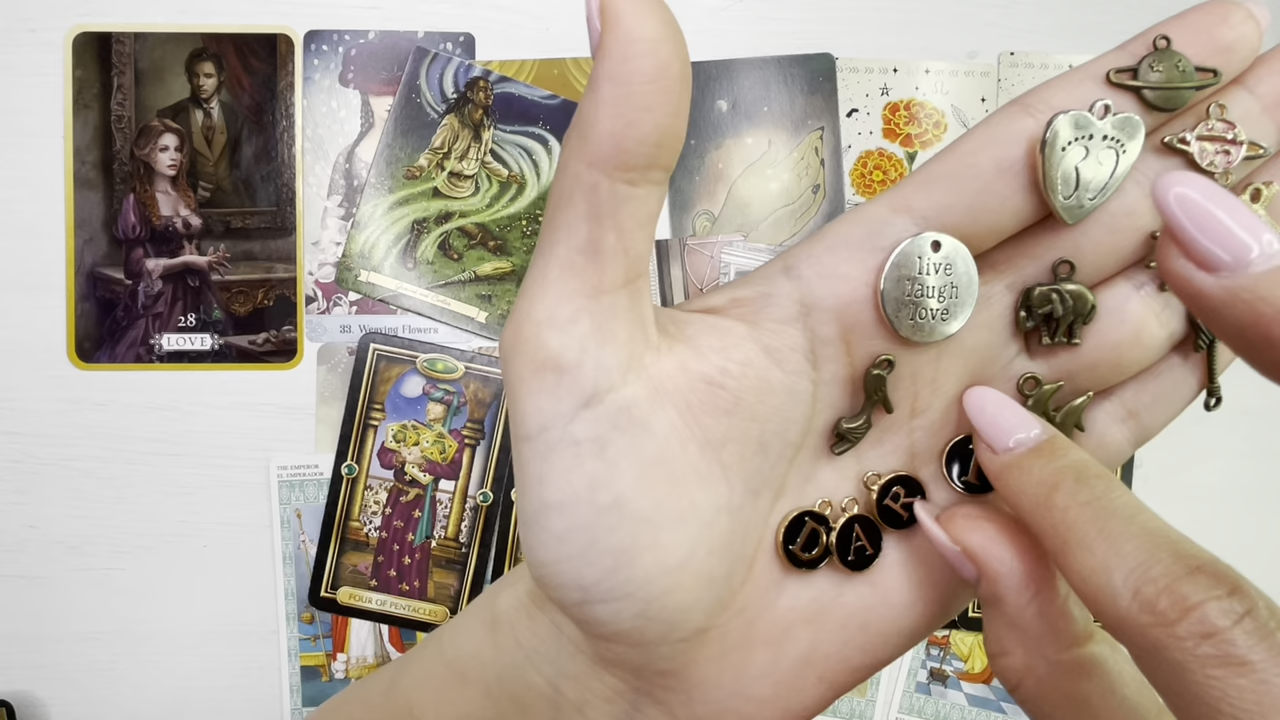 28
LOVE
33. Weaving Flowers
THE EMPEROR
EL EMPERADOR
FOUR OF PENTACLES
live
laugh
love
D
A
R